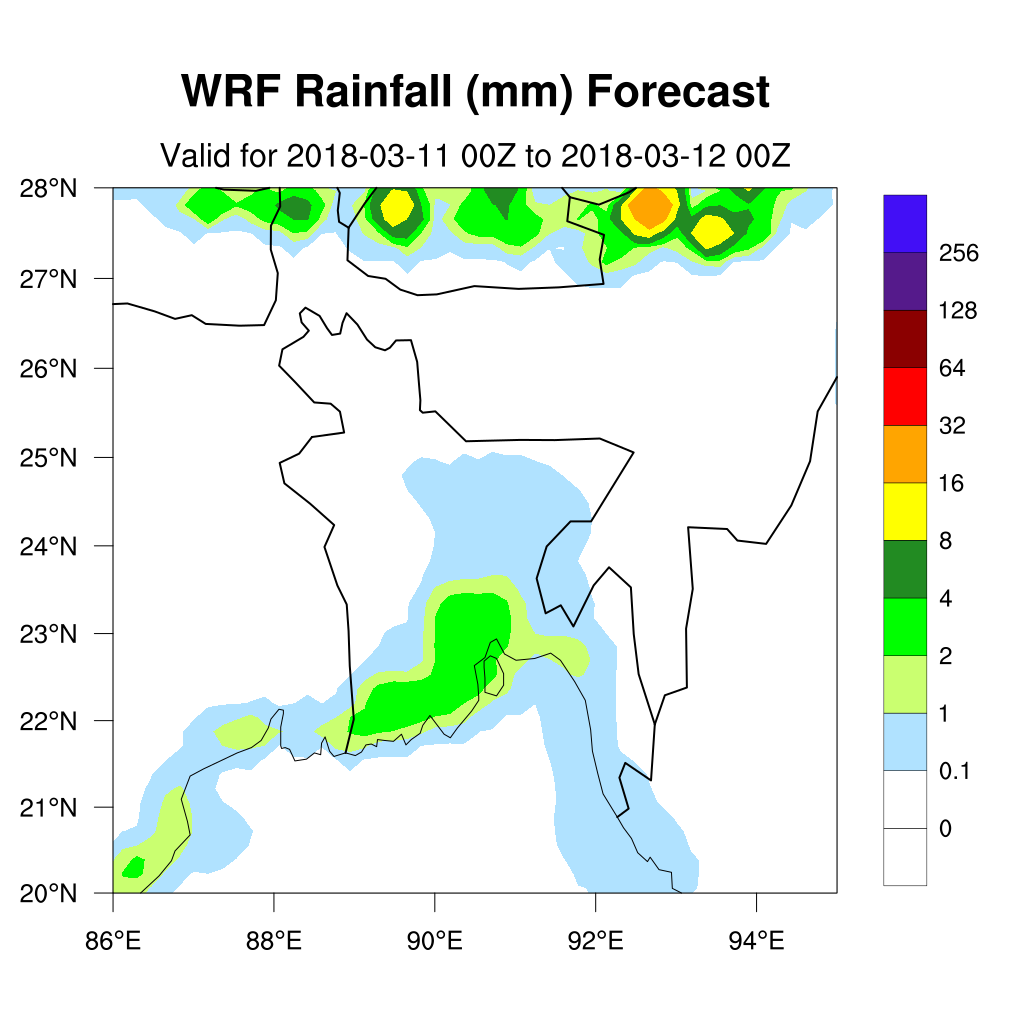 WRF Rainfall (mm) Forecast
Valid for 2018-03-11 00Z to 2018-03-12 00Z
28°N
27°N
26°N
25°N
24°N
23°N
22°N
21°N
20°N
86°E 88°E 90°E 92°E 94°E
256
128
64
32
16
8
4
2
1
0.1
0